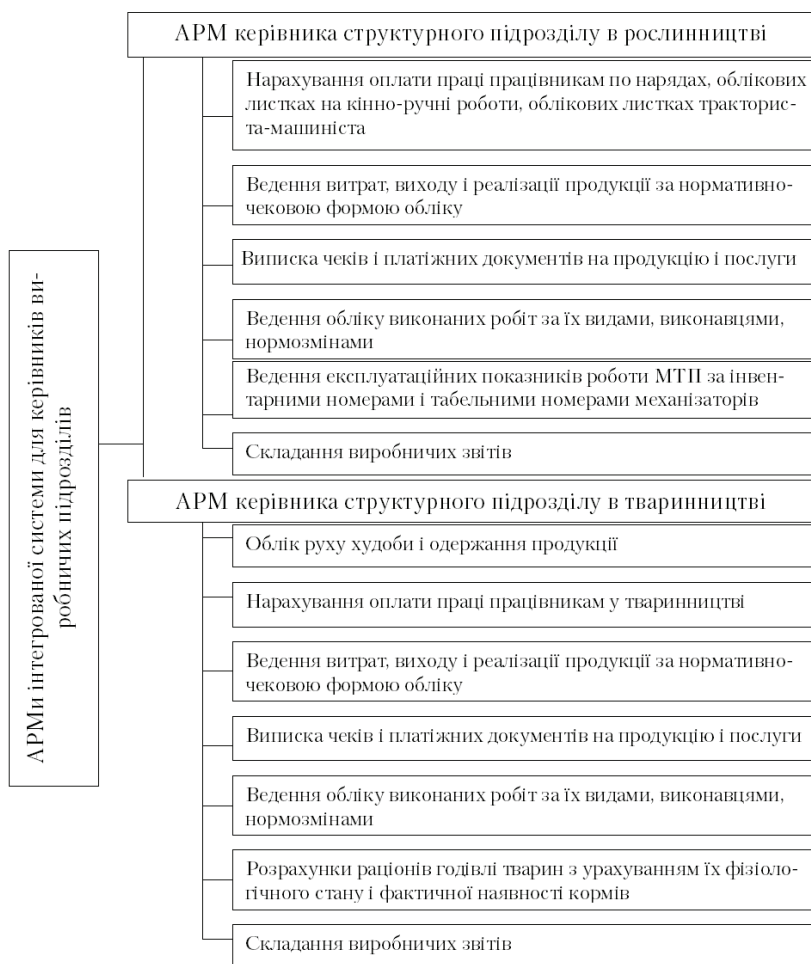 АРМи інтегрованої системи для керівників ви-
робничих підрозділів
АРМ керівника структурного підрозділу в рослинництві
Нарахування оплати праці працівникам по нарядах, облікових
листках на кінно-ручні роботи, облікових листках тракторис-
та-машиніста
Ведення витрат, виходу і реалізації продукції за нормативно-
чековою формою обліку
Виписка чеків і платіжних документів на продукцію і послуги
Ведення обліку виконаних робіт за їх видами, виконавцями,
нормозмінами
Ведення експлуатаційних показників роботи МТП за інвен-
тарними номерами і табельними номерами механізаторів
Складання виробничих звітів
АРМ керівника структурного підрозділу в тваринництві
Облік руху худоби і одержання продукції
Нарахування оплати праці працівникам у тваринництві
Ведення витрат, виходу і реалізації продукції за нормативно-
чековою формою обліку
Виписка чеків і платіжних документів на продукцію і послуги
Ведення обліку виконаних робіт за їх видами, виконавцями,
нормозмінами
Розрахунки раціонів годівлі тварин з урахуванням їх фізіоло-
гічного стану і фактичної наявності кормів
Складання виробничих звітів